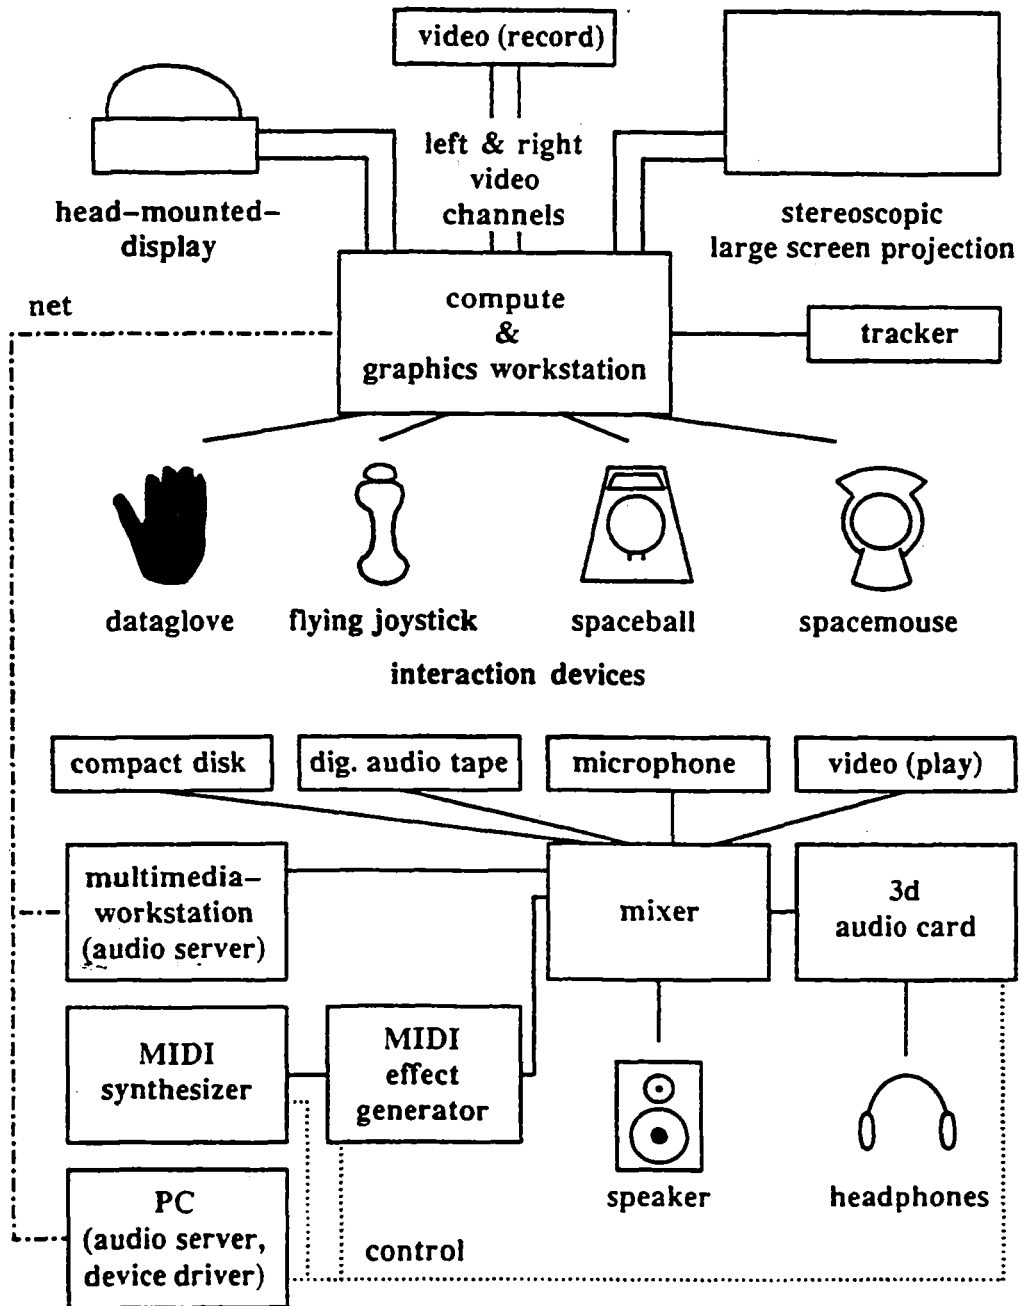 video (record)
left & right
video
channels
head-mounted-
display
stereoscopic
large screen projection
net
compute
&
graphics workstation
tracker
dataglove
flying joystick
spaceball
spacemouse
interaction devices
compact disk
dig. audio tape
microphone
video (play)
multimedia-
workstation
(audio server)
mixer
3d
audio card
MIDI
synthesizer
MIDI
effect
generator
speaker
headphones
PC
(audio server,
device driver)
control